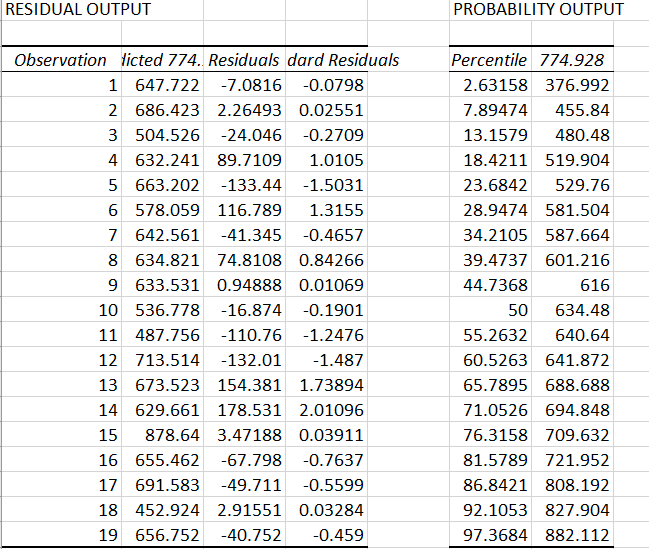 RESIDUAL OUTPUT PROBABILITY OUTPUT
Observation dicted 774. Residuals dard Residuals Percentile 774.928
1 647.722 -7.0816 -0.0798 2.63158 376.992
2 686.423 2.26493 0.02551 7.89474 455.84
3 504.526 -24.046 -0.2709 13.1579 480.48
4 632.241 89.7109 1.0105 18.4211 519.904
5 663.202 -133.44 -1.5031 23.6842 529.76
6 578.059 116.789 1.3155 28.9474 581.504
7 642.561 -41.345 -0.4657 34.2105 587.664
8 634.821 74.8108 0.84266 39.4737 601.216
9 633.531 0.94888 0.01069 44.7368 616
10 536.778 -16.874 -0.1901 50 634.48
11 487.756 -110.76 -1.2476 55.2632 640.64
12 713.514 -132.01 -1.487 60.5263 641.872
13 673.523 154.381 1.73894 65.7895 688.688
14 629.661 178.531 2.01096 71.0526 694.848
15 878.64 3.47188 0.03911 76.3158 709.632
16 655.462 -67.798 -0.7637 81.5789 721.952
17 691.583 -49.711 -0.5599 86.8421 808.192
18 452.924 2.91551 0.03284 92.1053 827.904
19 656.752 -40.752 -0.459 97.3684 882.112